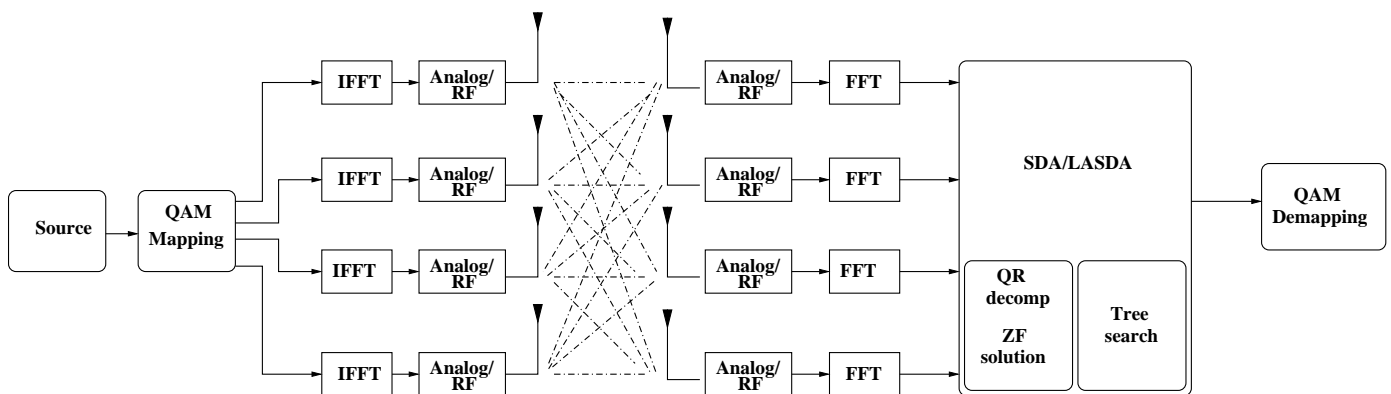 Source
QAM
Mapping
IFFT
Analog/
RF
IFFT
Analog/
RF
IFFT
Analog/
RF
IFFT
Analog/
RF
Analog/
RF
FFT
Analog/
RF
FFT
Analog/
RF
FFT
Analog/
RF
FFT
SDA/LASDA
QR
decomp
ZF
solution
Tree
search
QAM
Demapping